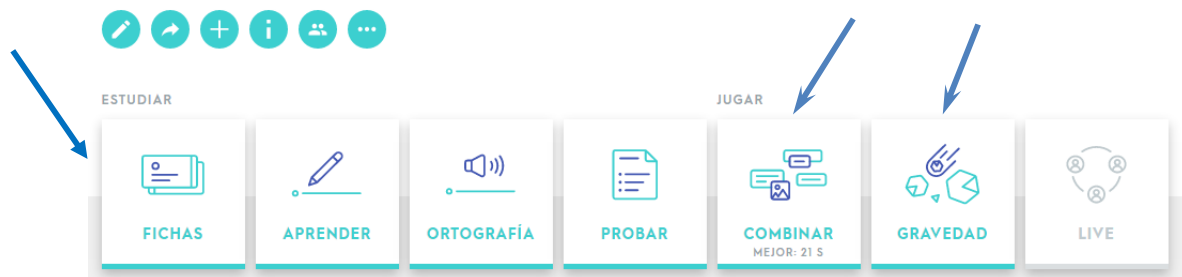 ESTUDIAR
JUGAR
FICHAS
APRENDER
ORTOGRAFÍA
PROBAR
COMBINAR
MEJOR: 21 S
GRAVEDAD
LIVE